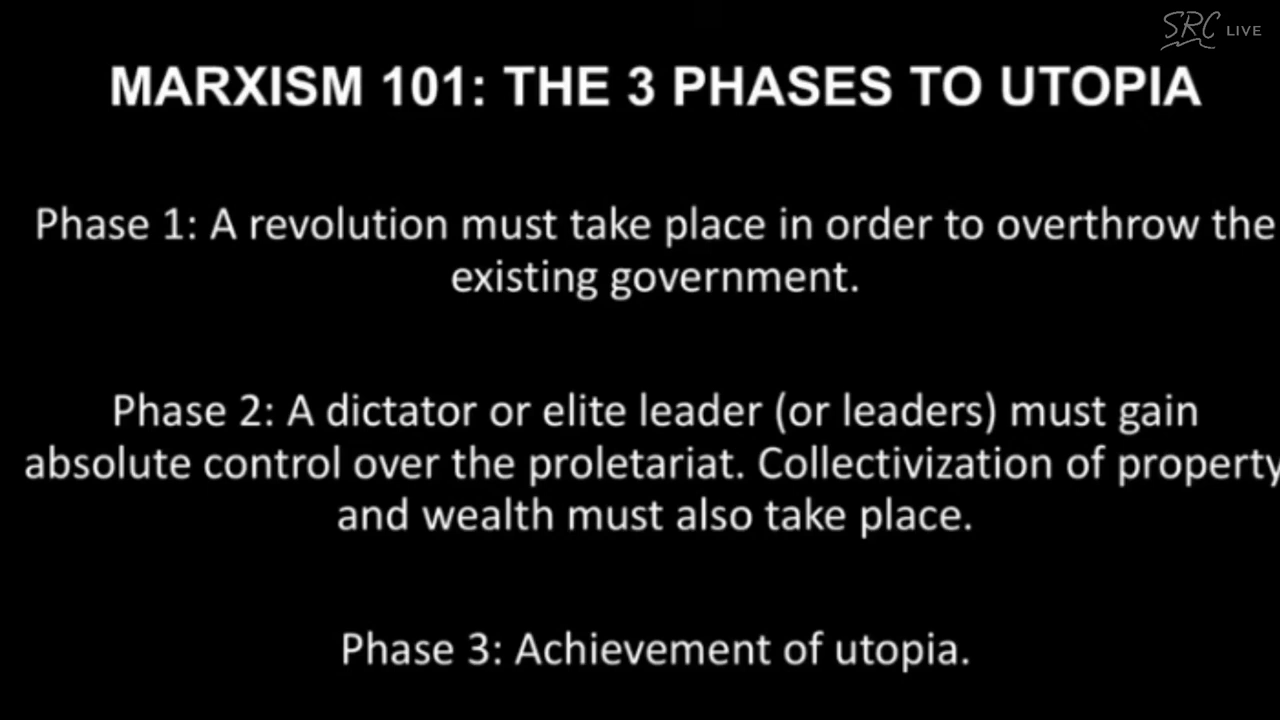 SRC LIVE
MARXISM 101: THE 3 PHASES TO UTOPIA
Phase 1: A revolution must take place in order to overthrow the
existing government.
Phase 2: A dictator or elite leader (or leaders) must gain
absolute control over the proletariat. Collectivization of property
and wealth must also take place.
Phase 3: Achievement of utopia.